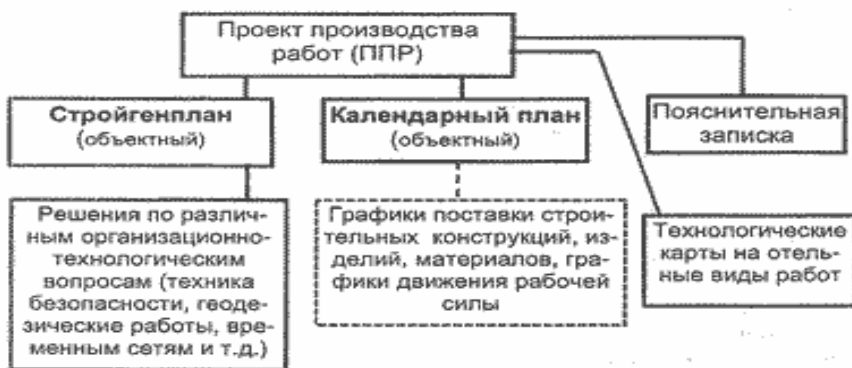 Проект производства
работ (ППР)
Стройгенплан
(объектный)
Календарный план
(объектный)
Пояснительная
записка
Решения по различ-
ным организационно-
технологическим
вопросам (техника
безопасности, геоде-
зические работы, вре-
менным сетям и т.д.)
Графики поставки строи-
тельных конструкций, из-
делий, материалов, гра-
фики движения рабочей
силы
Технологические
карты на отель-
ные виды работ